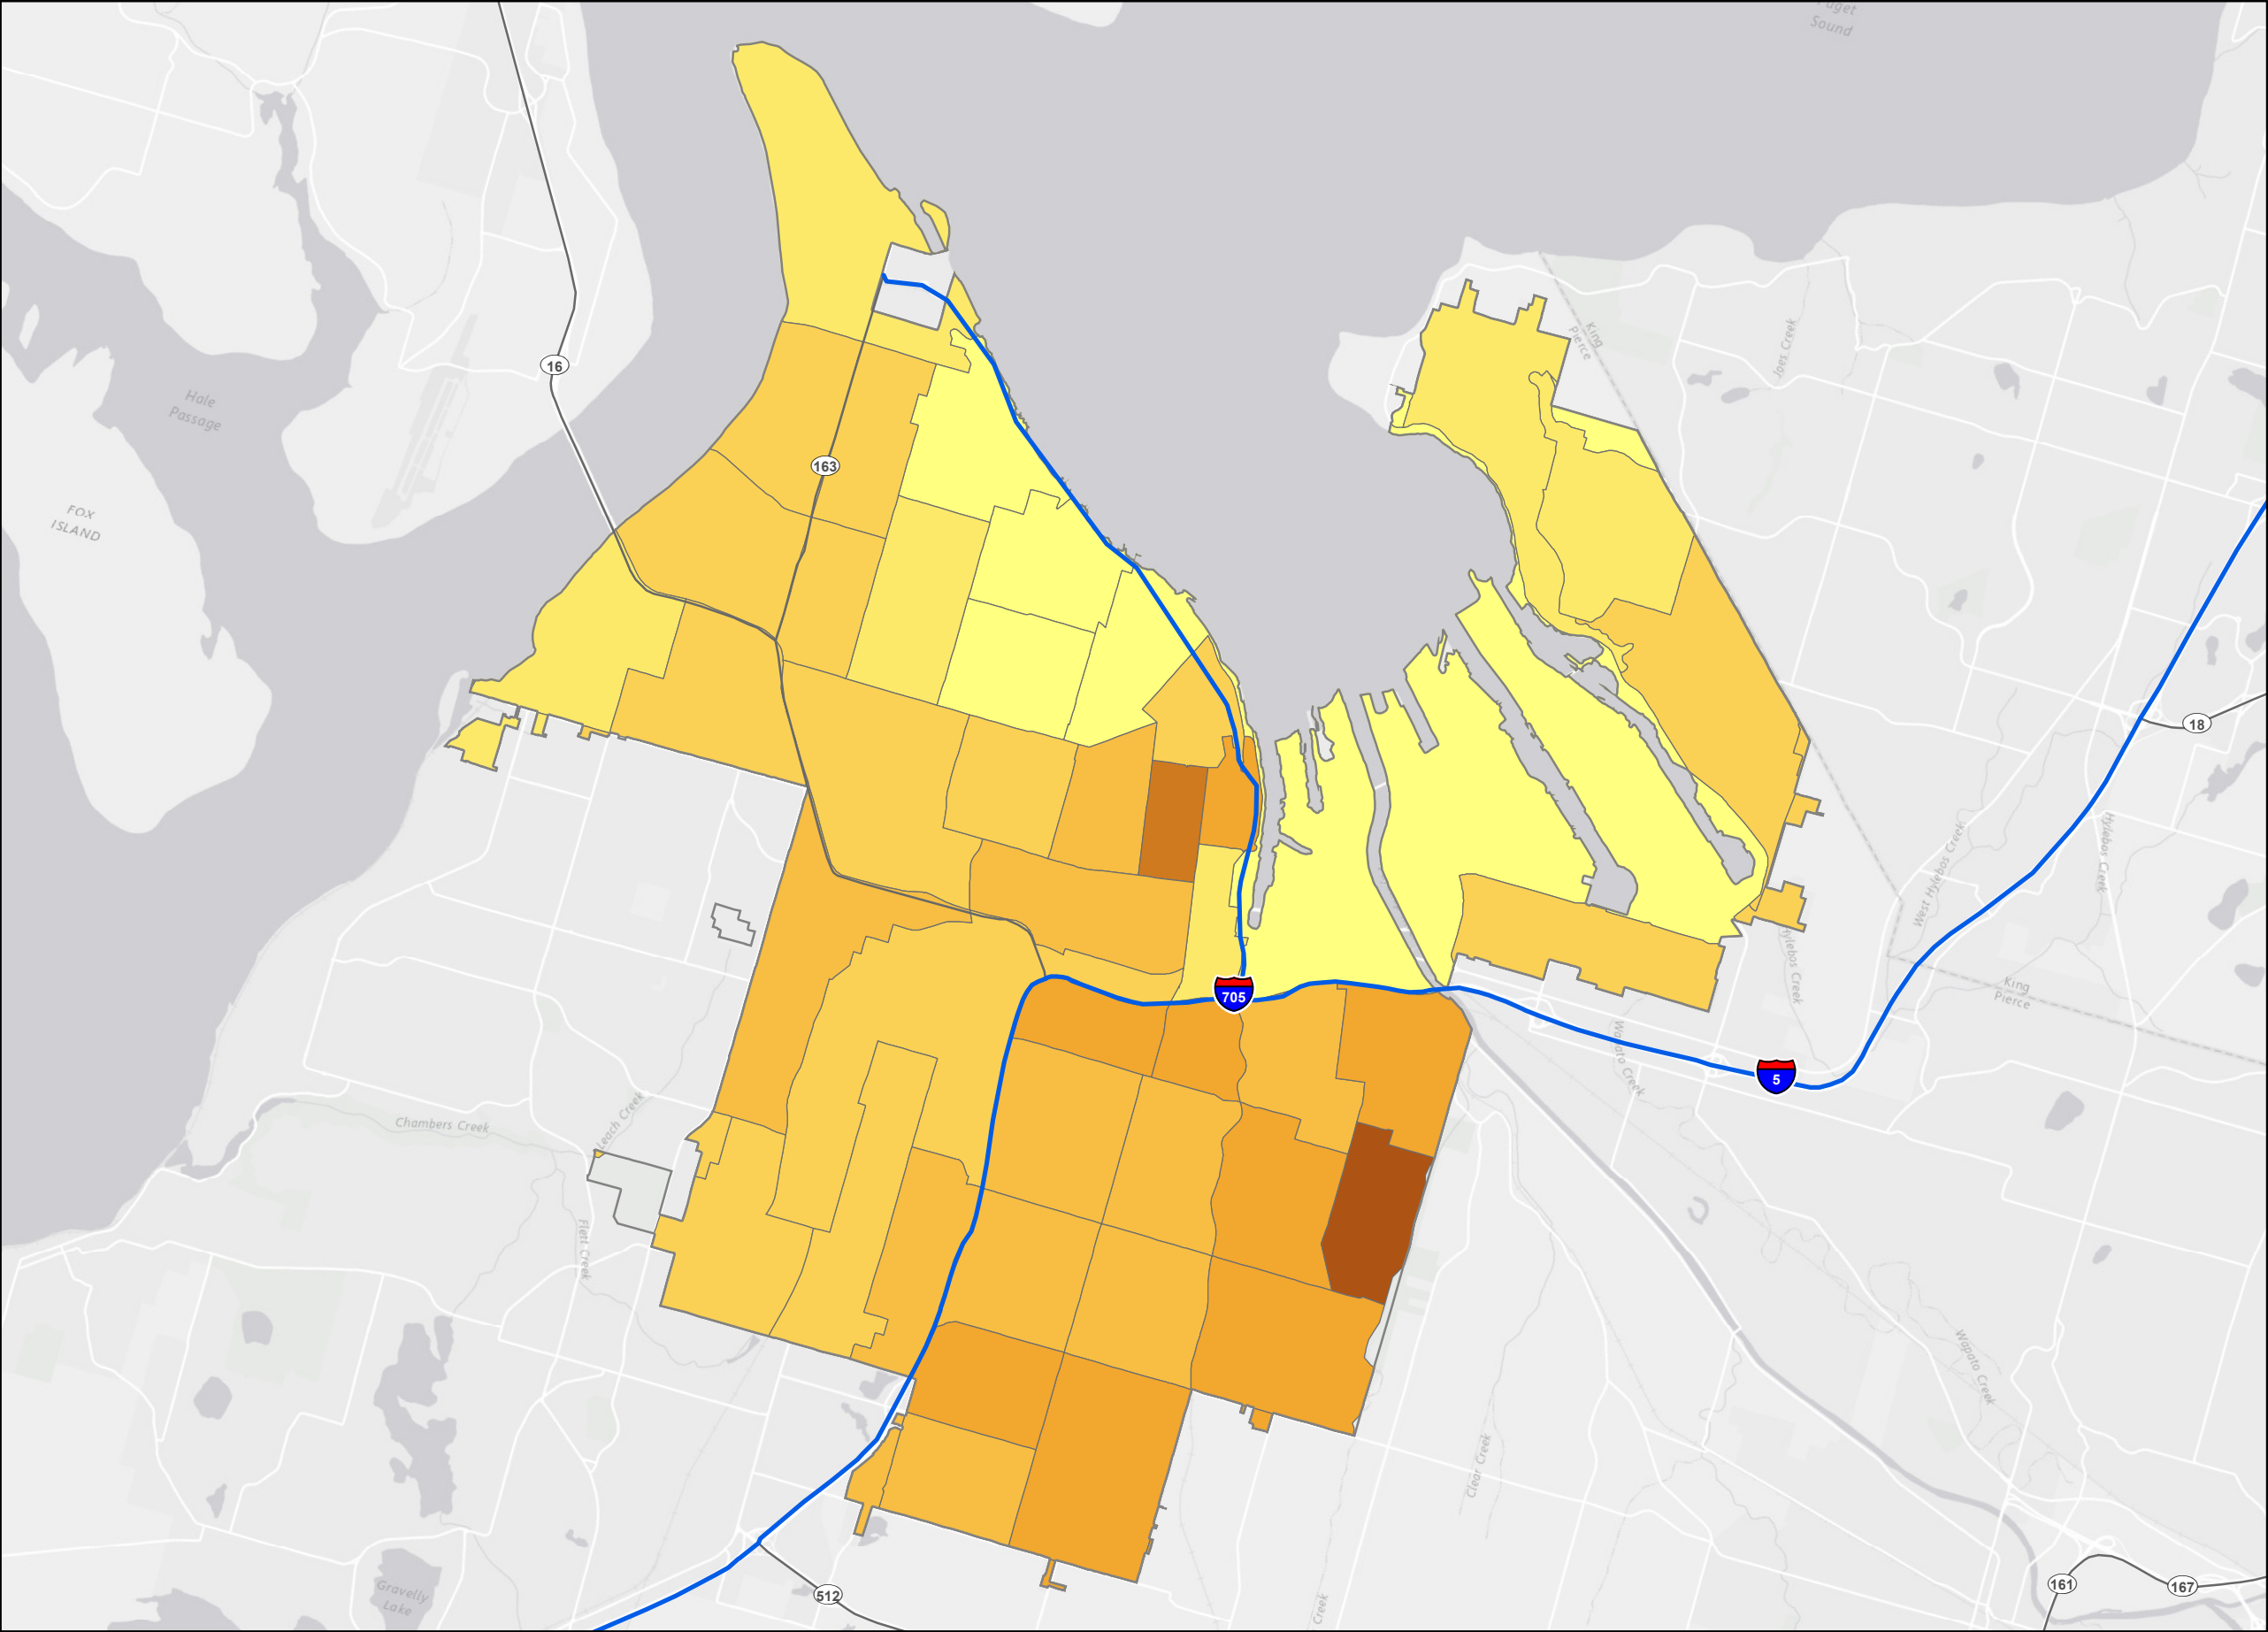 Puget
Sound
King
Pierce
Joes Creek
16
Hale
Passage
163
FOX
ISLAND
18
Hylebos Creek
West Hylebos Creek
Hylebos Creek
705
King
Pierce
Wapato Creek
5
Chambers Creek
Leach Creek
Flett Creek
Wapato Creek
Clear Creek
Gravelly
Lake
512
Creek
161
167